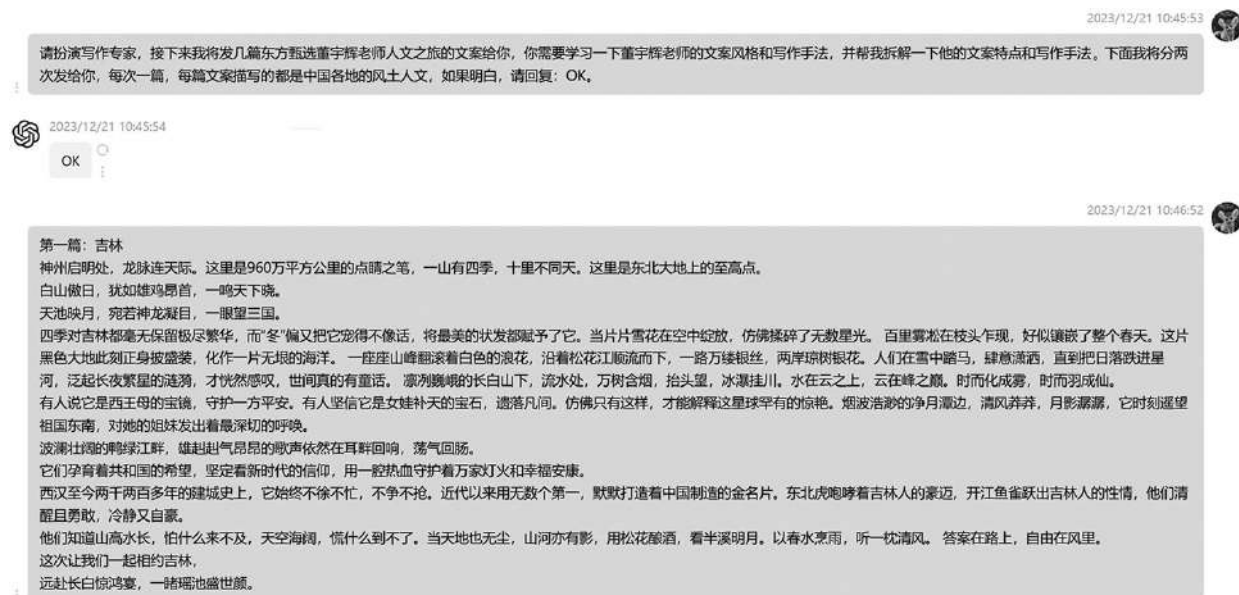 2023/12/21 10:45:53
请扮演写作专家，接下来我将发几篇东方甄选董宇辉老师人文之旅的文案给你，你需要学习一下董宇辉老师的文案风格和写作手法，并帮我拆解一下他的文案特点和写作手法。下面我将分两
次发给你，每次一篇，每篇文案描写的都是中国各地的风土人文，如果明白，请回复：OK。
2023/12/21 10:45:54
OK
2023/12/21 10:46:52
第一篇：吉林
神州启明处，龙脉连天际。这里是960万平方公里的点睛之笔，一山有四季，十里不同天。这里是东北大地上的至高点。
白山傲日，犹如雄鸡昂首，一鸣天下晓。
天池映月，宛若神龙凝目，一眼望三国。
四季对吉林都毫无保留极尽繁华，而“冬”偏又把它宠得不像话，将最美的状发都赋予了它。当片片雪花在空中绽放，仿佛揉碎了无数星光。 百里雾凇在枝头乍现，好似镶嵌了整个春天。这片
黑色大地此刻正身披盛装，化作一片无垠的海洋。 一座座山峰翻滚着白色的浪花，沿着松花江顺流而下，一路万缕银丝，两岸琼树银花。人们在雪中踏马，肆意潇洒，直到把日落跌进星
河，泛起长夜繁星的涟漪，才恍然感叹，世间真的有童话。 凛冽巍峨的长白山下，流水处，万树含烟，抬头望，冰瀑挂川。水在云之上，云在峰之巅。时而化成雾，时而羽成仙。
有人说它是西王母的宝镜，守护一方平安。有人坚信它是女娃补天的宝石，遗落凡间。仿佛只有这样，才能解释这星球罕有的惊艳。烟波浩渺的净月潭边，清风莽莽，月影潺潺，它时刻遥望
祖国东南，对她的姐妹发出着最深切的呼唤。
波澜壮阔的鸭绿江畔，雄赳赳气昂昂的歌声依然在耳畔回响，荡气回肠。
它们孕育着共和国的希望，坚定看新时代的信仰，用一腔热血守护着万家灯火和幸福安康。
西汉至今两千两百多年的建城史上，它始终不徐不忙，不争不抢。近代以来用无数个第一，默默打造着中国制造的金名片。东北虎咆哮着吉林人的豪迈，开江鱼雀跃出吉林人的性情，他们清
醒且勇敢，冷静又自豪。
他们知道山高水长，怕什么来不及，天空海阔，慌什么到不了。当天地也无尘，山河亦有影，用松花酿酒，看半溪明月。以春水烹雨，听一枕清风。 答案在路上，自由在风里。
这次让我们一起相约吉林，
远赴长白惊鸿宴，一睹瑶池盛世颜。